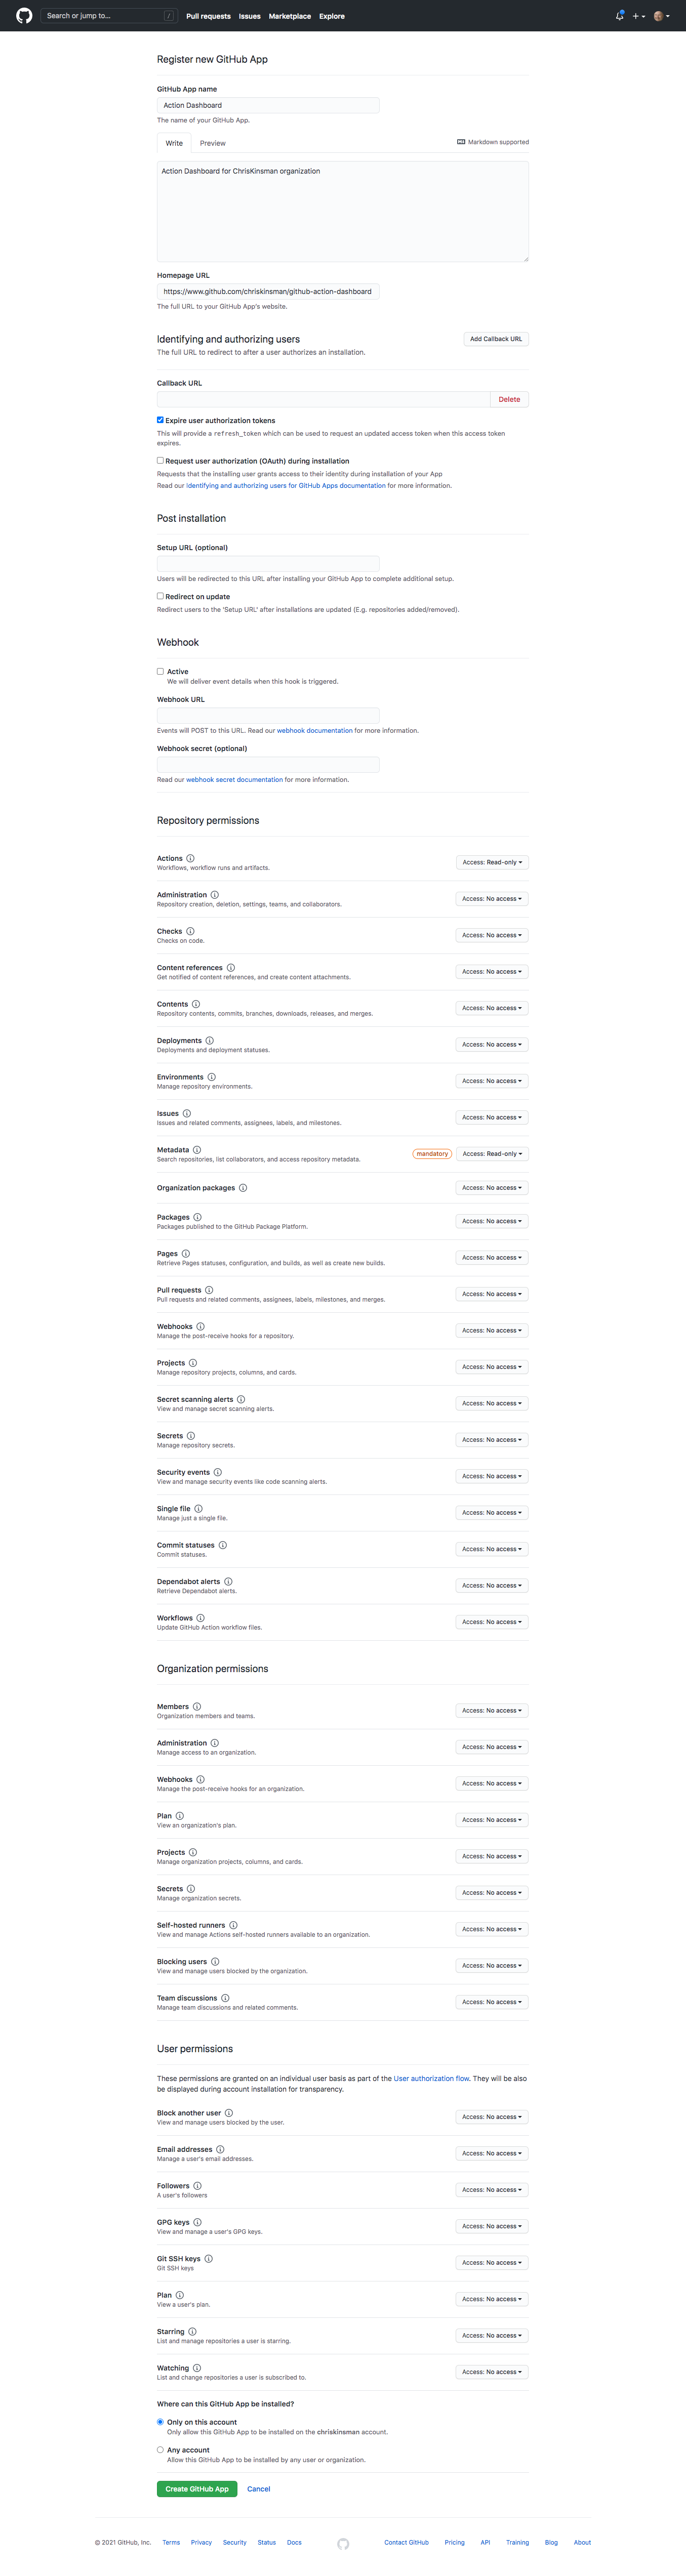 Search or jump to...
/
Pull requests Issues Marketplace Explore
Register new GitHub App
GitHub App name
Action Dashboard
The name of your GitHub App.
Write Preview
Markdown supported
Action Dashboard for ChrisKinsman organization
Homepage URL
https://www.github.com/chriskinsman/github-action-dashboard
The full URL to your GitHub App's website.
Identifying and authorizing users
Add Callback URL
The full URL to redirect to after a user authorizes an installation.
Callback URL
Delete
Expire user authorization tokens
This will provide a refresh_token which can be used to request an updated access token when this access token
expires.
Request user authorization (OAuth) during installation
Requests that the installing user grants access to their identity during installation of your App
Read our Identifying and authorizing users for GitHub Apps documentation for more information.
Post installation
Setup URL (optional)
Users will be redirected to this URL after installing your GitHub App to complete additional setup.
Redirect on update
Redirect users to the 'Setup URL' after installations are updated (E.g. repositories added/removed).
Webhook
Active
We will deliver event details when this hook is triggered.
Webhook URL
Events will POST to this URL. Read our webhook documentation for more information.
Webhook secret (optional)
Read our webhook secret documentation for more information.
Repository permissions
Actions
Workflows, workflow runs and artifacts.
Access: Read-only
Administration
Repository creation, deletion, settings, teams, and collaborators.
Access: No access
Checks
Checks on code.
Access: No access
Content references
Get notified of content references, and create content attachments.
Access: No access
Contents
Repository contents, commits, branches, downloads, releases, and merges.
Access: No access
Deployments
Deployments and deployment statuses.
Access: No access
Environments
Manage repository environments.
Access: No access
Issues
Issues and related comments, assignees, labels, and milestones.
Access: No access
Metadata
Search repositories, list collaborators, and access repository metadata.
mandatory
Access: Read-only
Organization packages
Access: No access
Packages
Packages published to the GitHub Package Platform.
Access: No access
Pages
Retrieve Pages statuses, configuration, and builds, as well as create new builds.
Access: No access
Pull requests
Pull requests and related comments, assignees, labels, milestones, and merges.
Access: No access
Webhooks
Manage the post-receive hooks for a repository.
Access: No access
Projects
Manage repository projects, columns, and cards.
Access: No access
Secret scanning alerts
View and manage secret scanning alerts.
Access: No access
Secrets
Manage repository secrets.
Access: No access
Security events
View and manage security events like code scanning alerts.
Access: No access
Single file
Manage just a single file.
Access: No access
Commit statuses
Commit statuses.
Access: No access
Dependabot alerts
Retrieve Dependabot alerts.
Access: No access
Workflows
Update GitHub Action workflow files.
Access: No access
Organization permissions
Members
Organization members and teams.
Access: No access
Administration
Manage access to an organization.
Access: No access
Webhooks
Manage the post-receive hooks for an organization.
Access: No access
Plan
View an organization's plan.
Access: No access
Projects
Manage organization projects, columns, and cards.
Access: No access
Secrets
Manage organization secrets.
Access: No access
Self-hosted runners
View and manage Actions self-hosted runners available to an organization.
Access: No access
Blocking users
View and manage users blocked by the organization.
Access: No access
Team discussions
Manage team discussions and related comments.
Access: No access
User permissions
These permissions are granted on an individual user basis as part of the User authorization flow. They will be also
be displayed during account installation for transparency.
Block another user
View and manage users blocked by the user.
Access: No access
Email addresses
Manage a user's email addresses.
Access: No access
Followers
A user's followers
Access: No access
GPG keys
View and manage a user's GPG keys.
Access: No access
Git SSH keys
Git SSH keys
Access: No access
Plan
View a user's plan.
Access: No access
Starring
List and manage repositories a user is starring.
Access: No access
Watching
List and change repositories a user is subscribed to.
Access: No access
Where can this GitHub App be installed?
Only on this account
Only allow this GitHub App to be installed on the chriskinsman account.
Any account
Allow this GitHub App to be installed by any user or organization.
Create GitHub App Cancel
© 2021 GitHub, Inc. Terms Privacy Security Status Docs Contact GitHub Pricing API Training Blog About